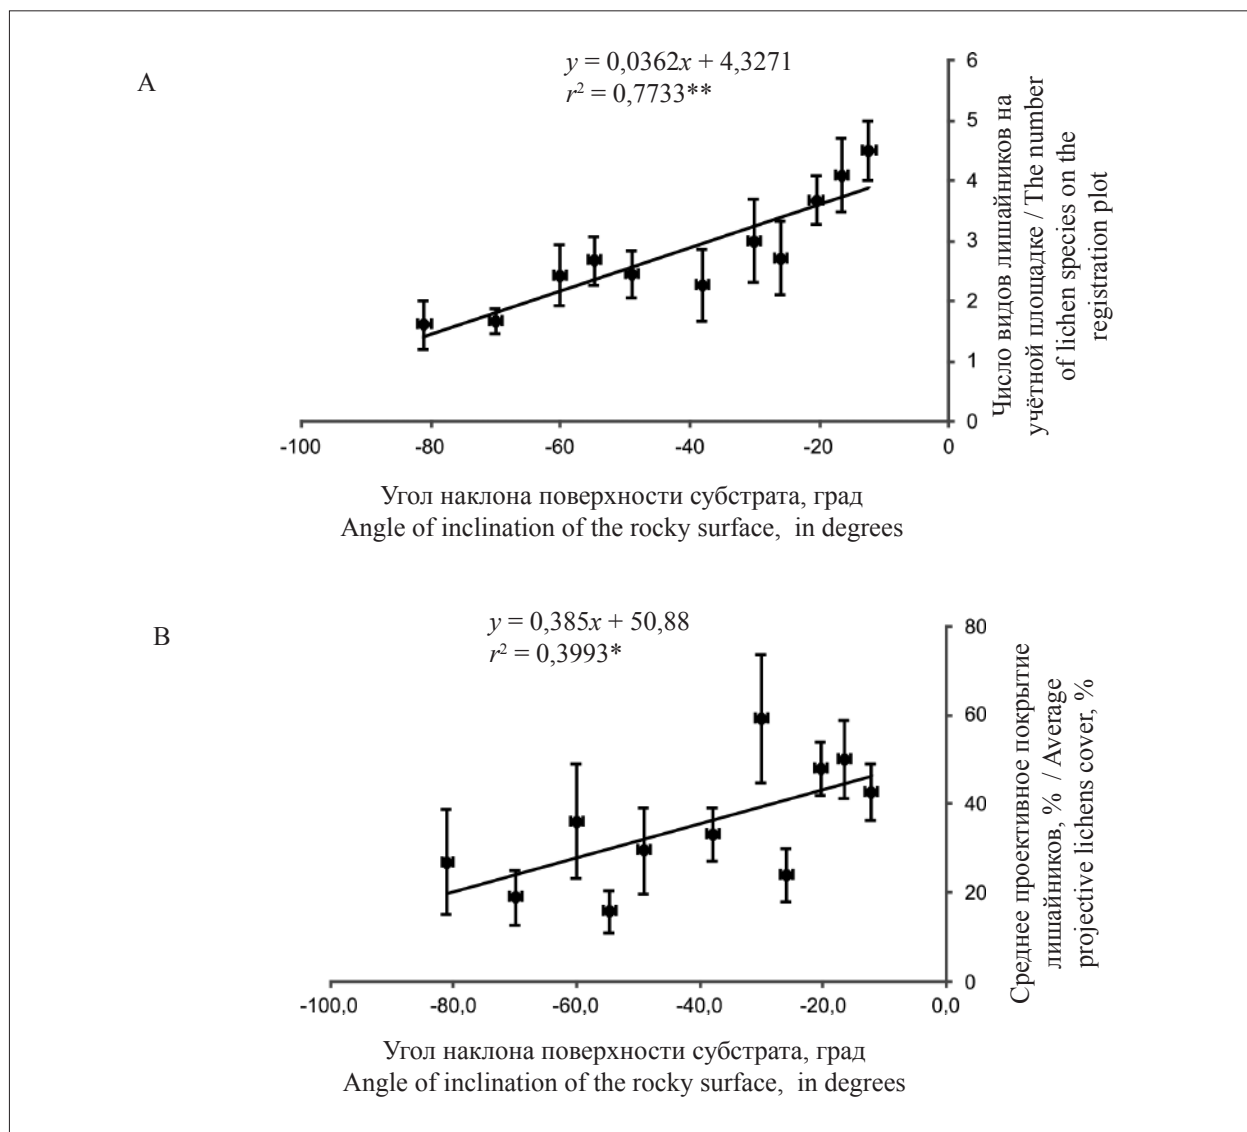 A
y = 0,0362x + 4,3271
r² = 0,7733**
6
5
4
3
2
1
0
-100
-80
-60
-40
-20
0
Число видов лишайников на
учётной площадке / The number
of lichen species on the
registration plot
Угол наклона поверхности субстрата, град
Angle of inclination of the rocky surface, in degrees
B
y = 0,385x + 50,88
r² = 0,3993*
80
60
40
20
0
-100,0
-80,0
-60,0
-40,0
-20,0
0,0
Среднее проективное покрытие
лишайников, % / Average
projective lichens cover, %
Угол наклона поверхности субстрата, град
Angle of inclination of the rocky surface, in degrees